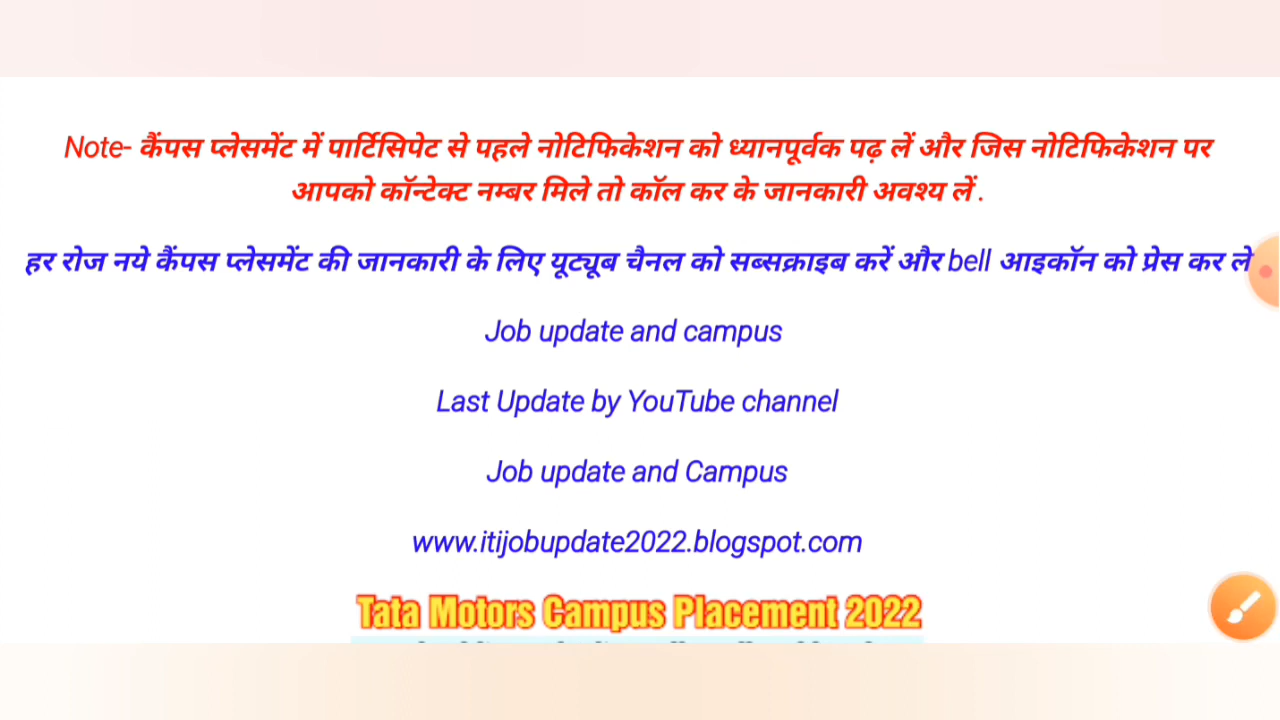 Note- कैंपस प्लेसमेंट में पार्टिसिपेट से पहले नोटिफिकेशन को ध्यानपूर्वक पढ़ लें और जिस नोटिफिकेशन पर
आपको कॉन्टेक्ट नम्बर मिले तो कॉल कर के जानकारी अवश्य लें .
हर रोज नये कैंपस प्लेसमेंट की जानकारी के लिए यूट्यूब चैनल को सब्सक्राइब करें और bell आइकॉन को प्रेस कर ले
Job update and campus
Last Update by YouTube channel
Job update and Campus
www.itijobupdate2022.blogspot.com
Tata Motors Campus Placement 2022